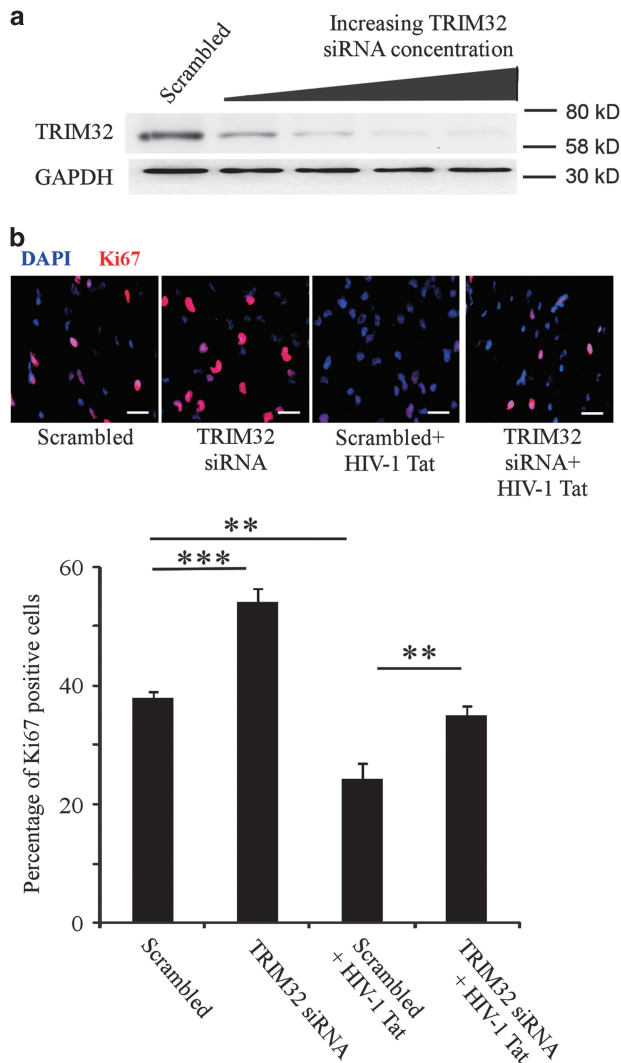 a
Increasing TRIM32
siRNA concentration
Scrambled
TRIM32
GAPDH
80 kD
58 kD
30 kD
b
DAPI Ki67
Scrambled
TRIM32
siRNA
Scrambled+
HIV-1 Tat
TRIM32
siRNA+
HIV-1 Tat
**
***
**
60
40
20
0
Percentage of Ki67 positive cells
Scrambled
TRIM32 siRNA
Scrambled
+ HIV-1 Tat
TRIM32 siRNA
+ HIV-1 Tat